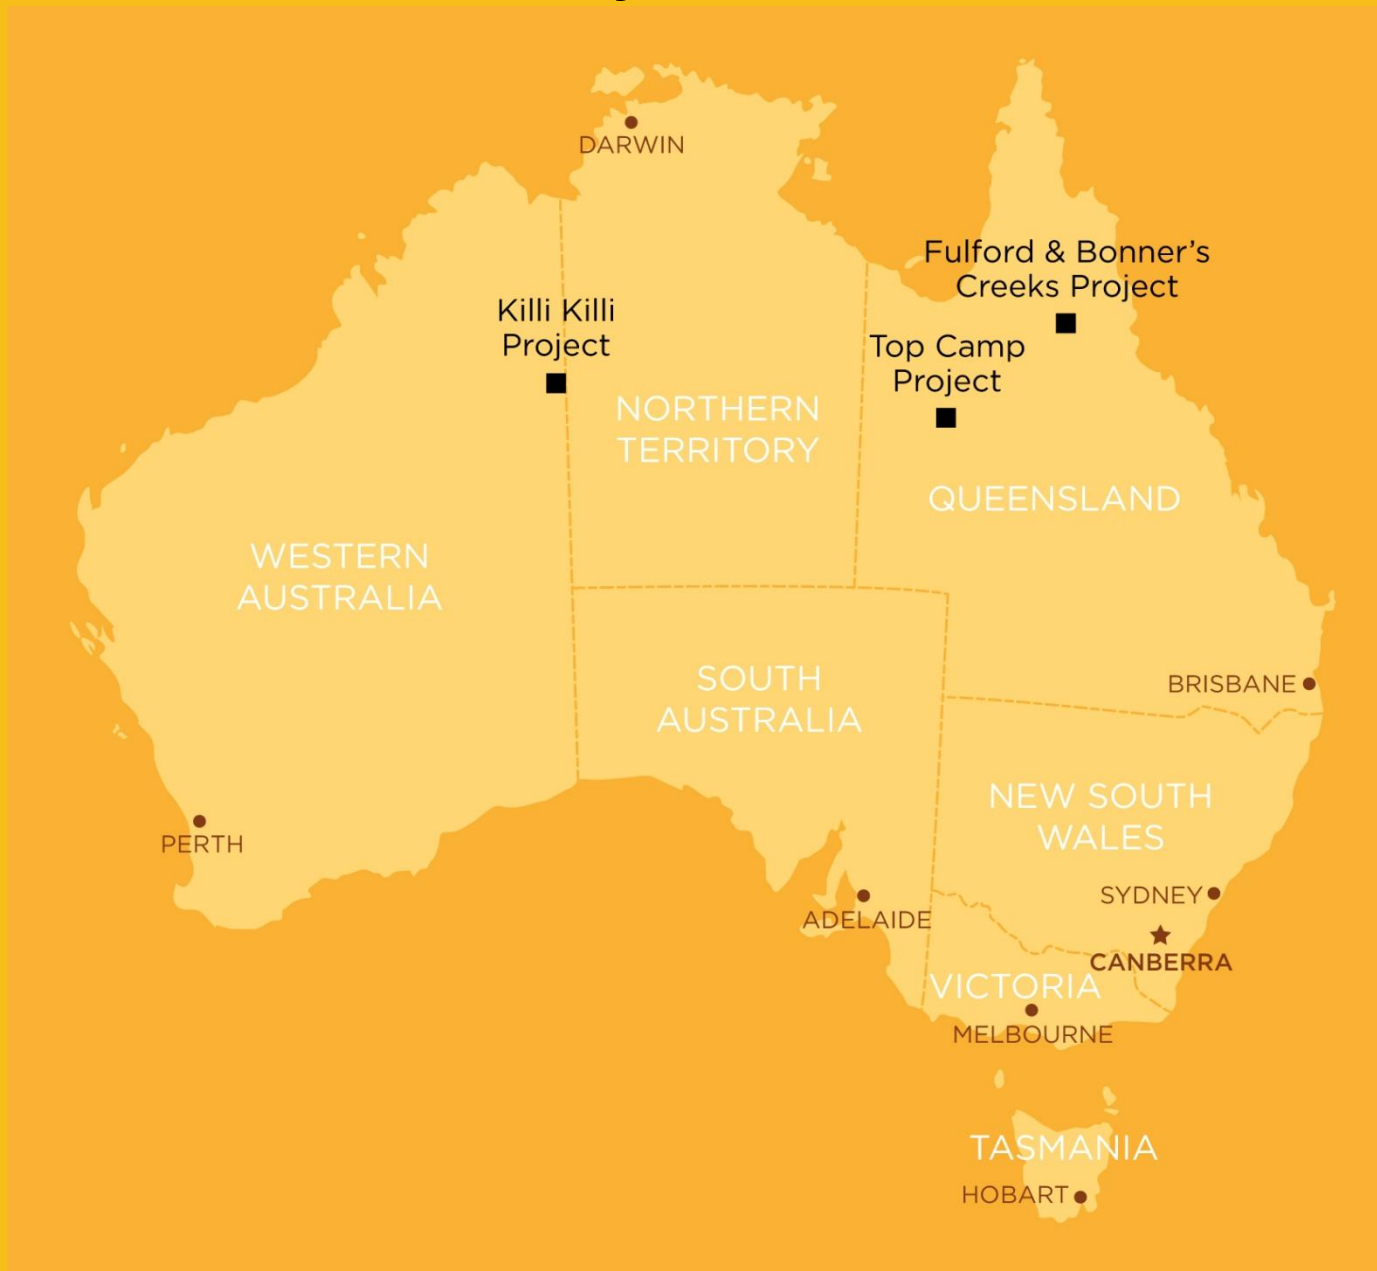 DARWIN
Fulford & Bonner’s
Creeks Project
Killi Killi
Project
Top Camp
Project
NORTHERN
TERRITORY
QUEENSLAND
WESTERN
AUSTRALIA
SOUTH
AUSTRALIA
BRISBANE
NEW SOUTH
WALES
PERTH
SYDNEY
ADELAIDE
CANBERRA
VICTORIA
MELBOURNE
TASMANIA
HOBART